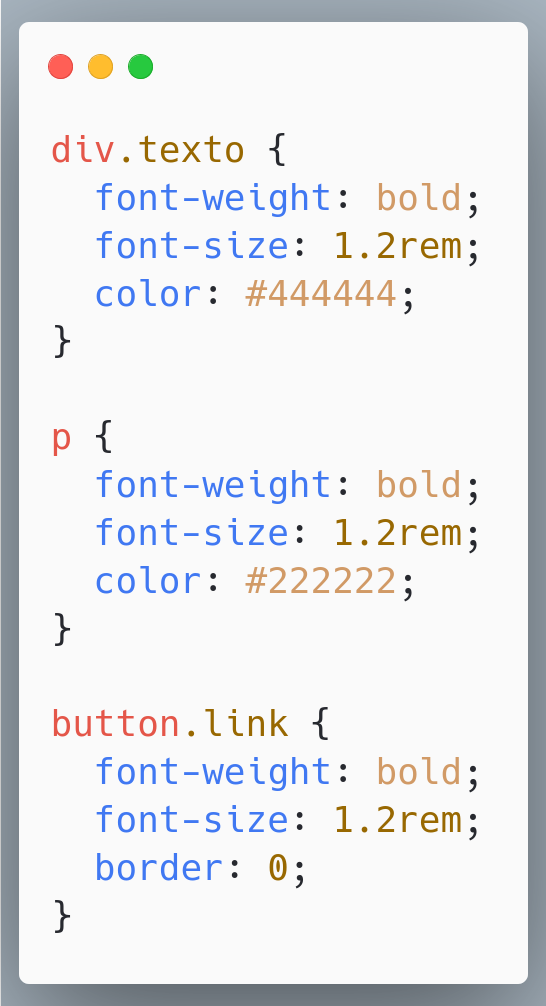 div.texto {
  font-weight: bold;
  font-size: 1.2rem;
  color: #444444;
}

p {
  font-weight: bold;
  font-size: 1.2rem;
  color: #222222;
}

button.link {
  font-weight: bold;
  font-size: 1.2rem;
  border: 0;
}